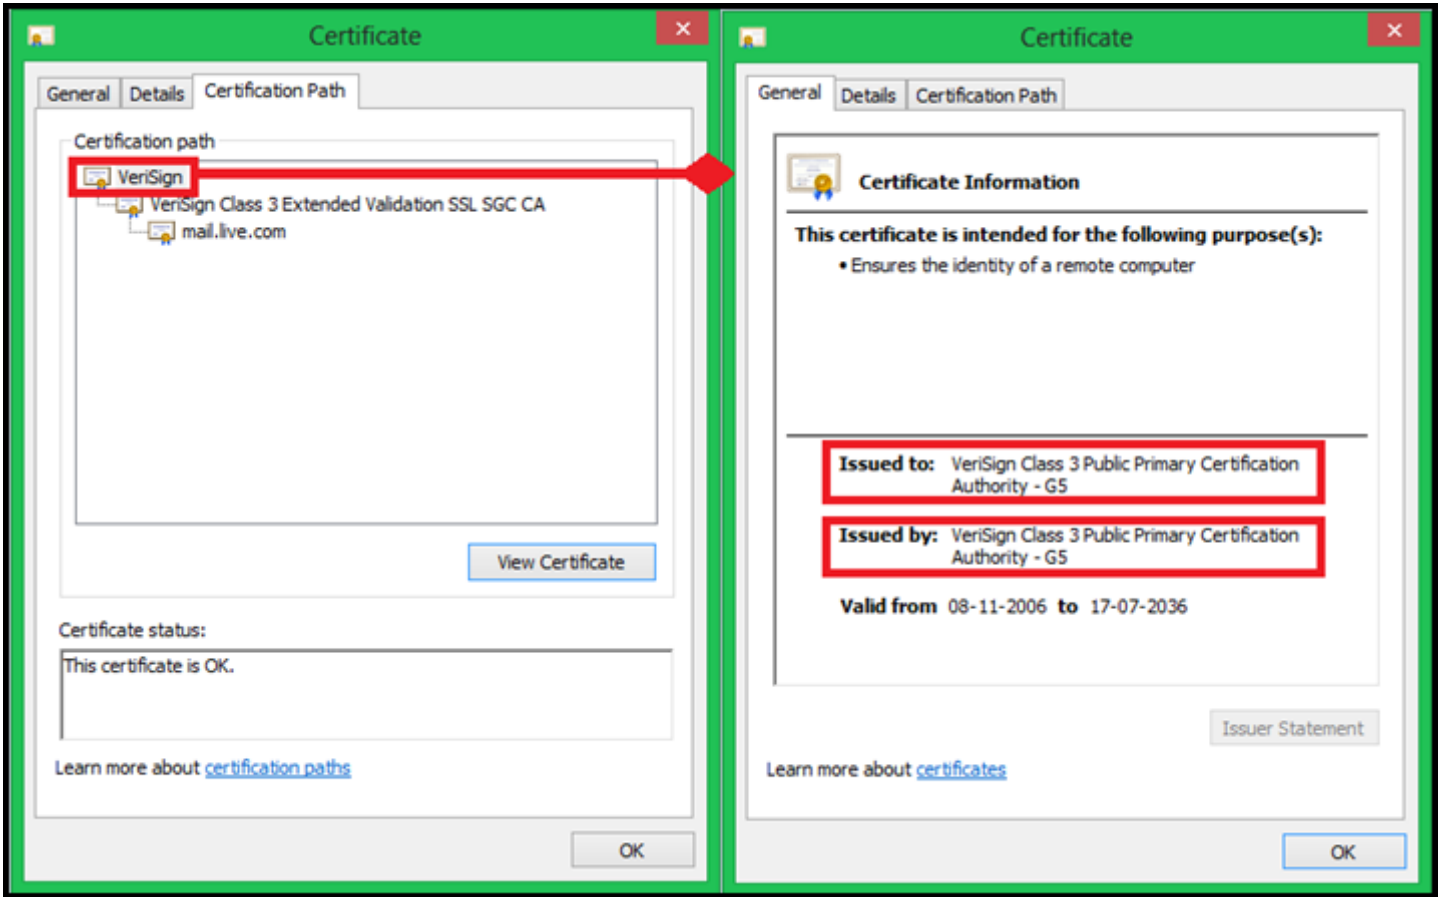 Certificate
General Details Certification Path
Certification path
VeriSign
VeriSign Class 3 Extended Validation SSL SGC CA
mail.live.com
View Certificate
Certificate status:
This certificate is OK.
Learn more about certification paths
OK
Certificate
General Details Certification Path
Certificate Information
This certificate is intended for the following purpose(s):
• Ensures the identity of a remote computer
Issued to: VeriSign Class 3 Public Primary Certification
Authority - G5
Issued by: VeriSign Class 3 Public Primary Certification
Authority - G5
Valid from 08-11-2006 to 17-07-2036
Issuer Statement
Learn more about certificates
OK